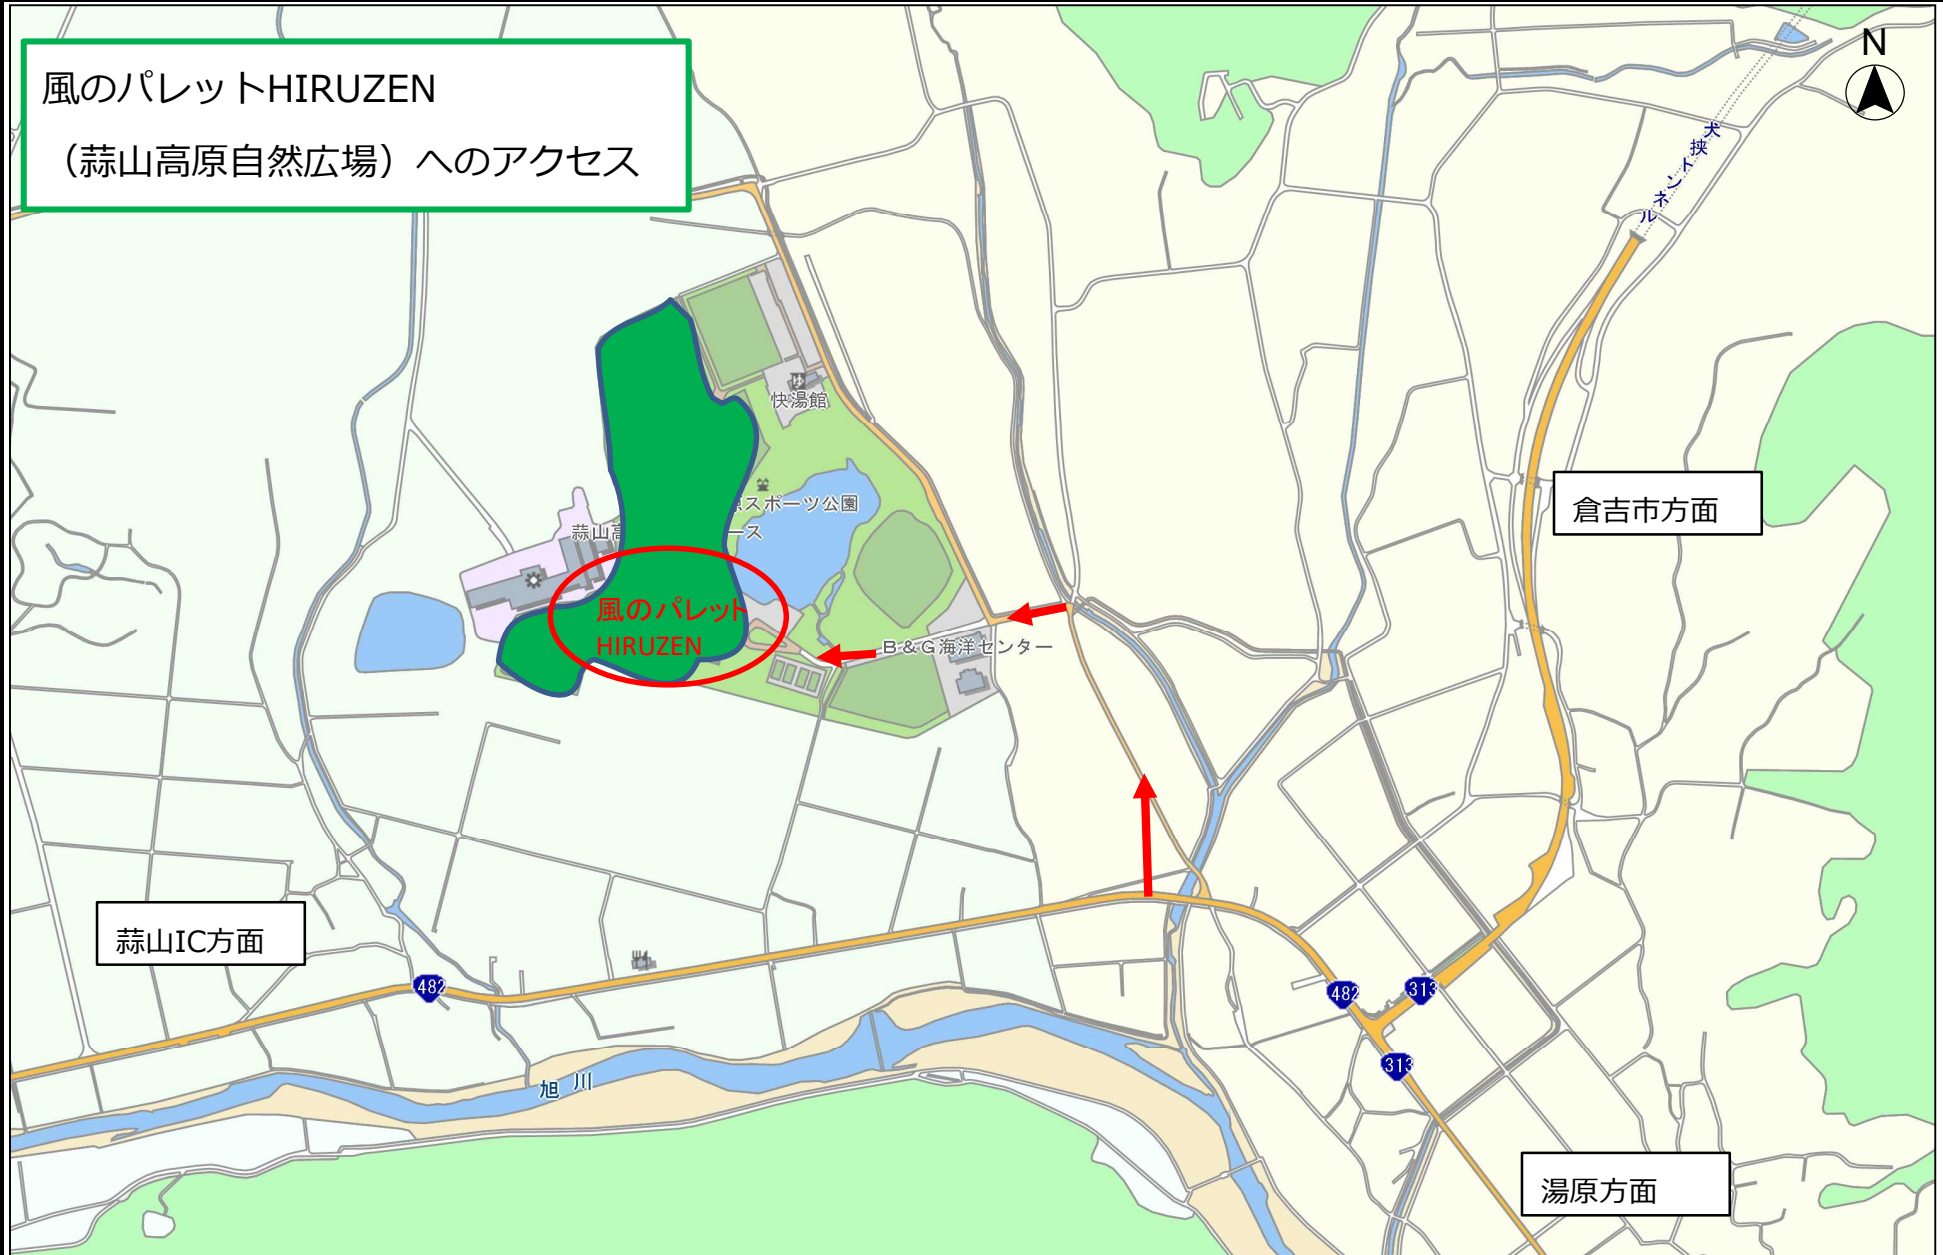 風のパレットHIRUZEN
（蒜山高原自然広場）へのアクセス
N
犬挟トンネル
快湯館
スポーツ公園
蒜山高
ース
倉吉市方面
風のパレット
HIRUZEN
B＆G海洋センター
蒜山IC方面
482
482
313
313
旭川
湯原方面